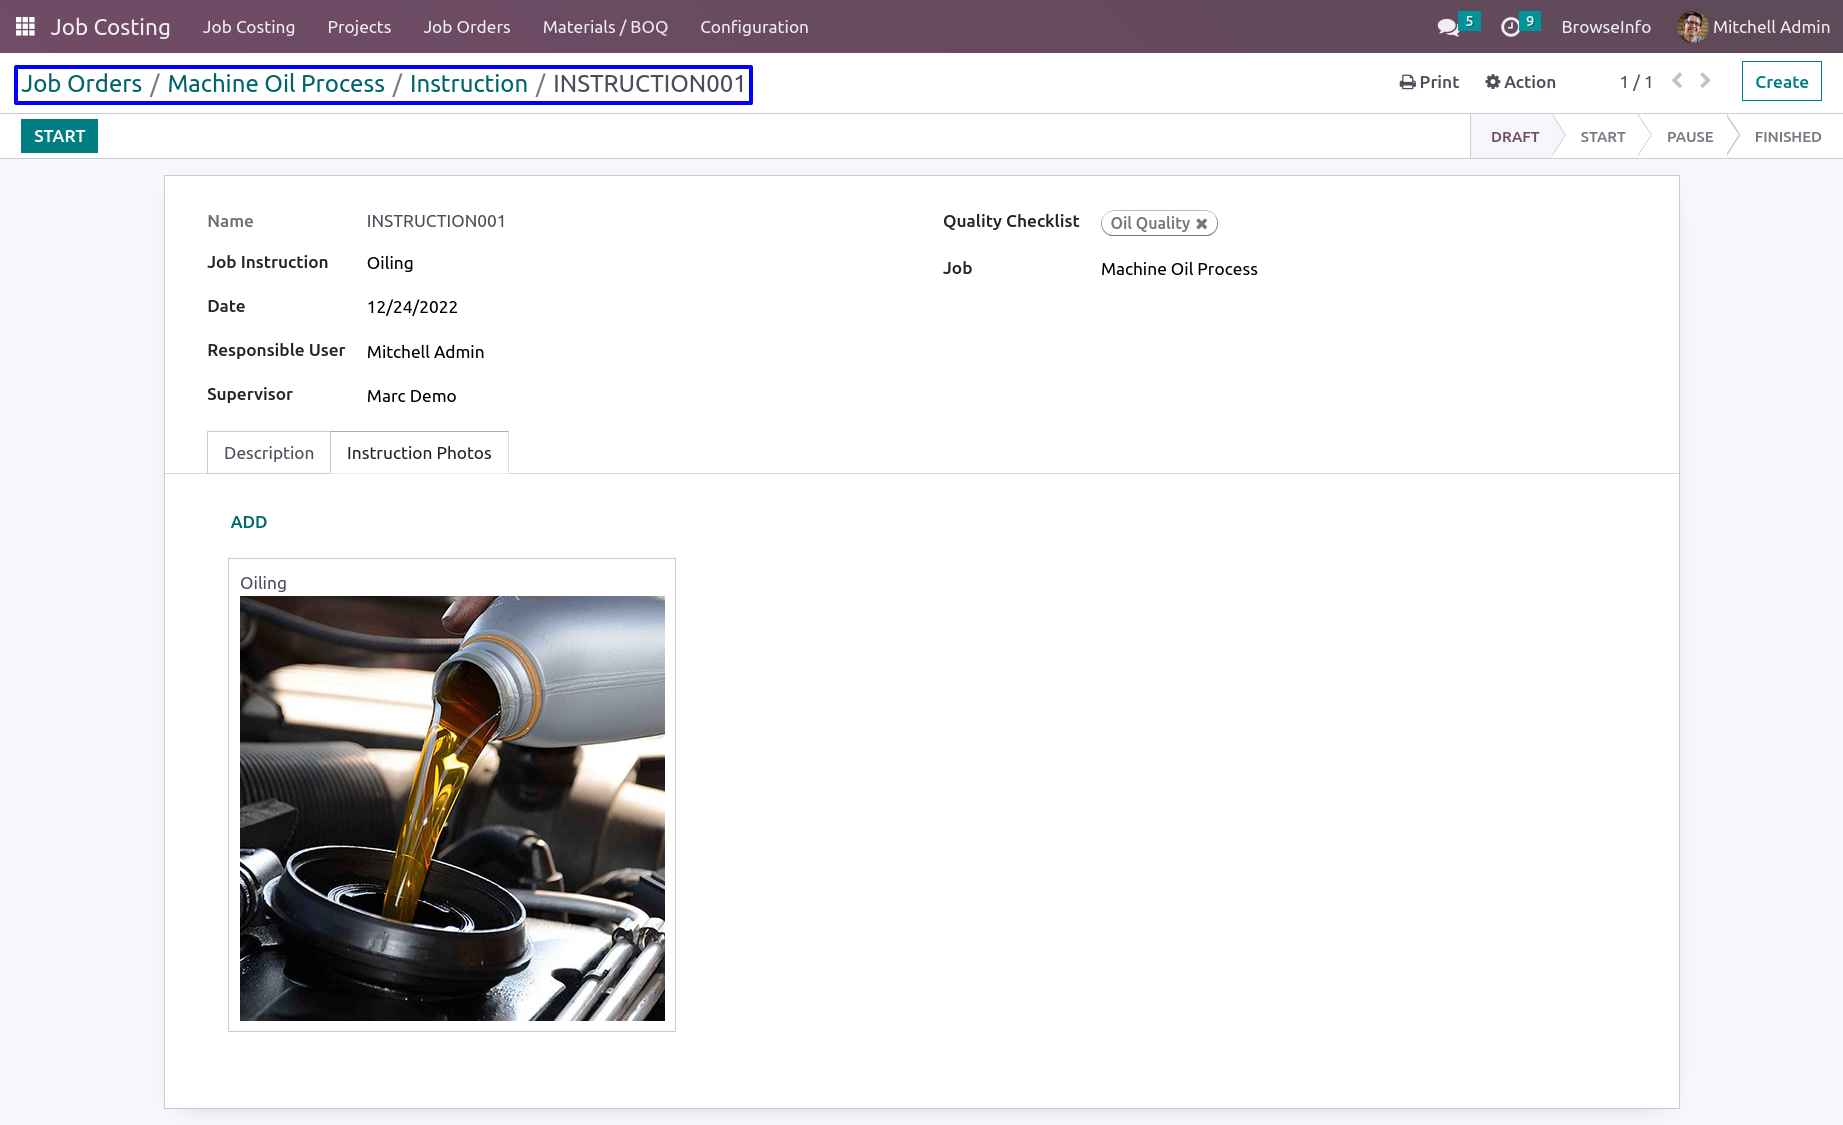 Job Costing Job Costing Projects Job Orders Materials / BOQ Configuration 5 9 BrowseInfo Mitchell Admin
Job Orders / Machine Oil Process / Instruction / INSTRUCTION001 Print Action 1 / 1 Create
START DRAFT START PAUSE FINISHED
Name INSTRUCTION001 Quality Checklist Oil Quality ✖
Job Instruction Oiling Job Machine Oil Process
Date 12/24/2022
Responsible User Mitchell Admin
Supervisor Marc Demo
Description Instruction Photos
ADD
Oiling